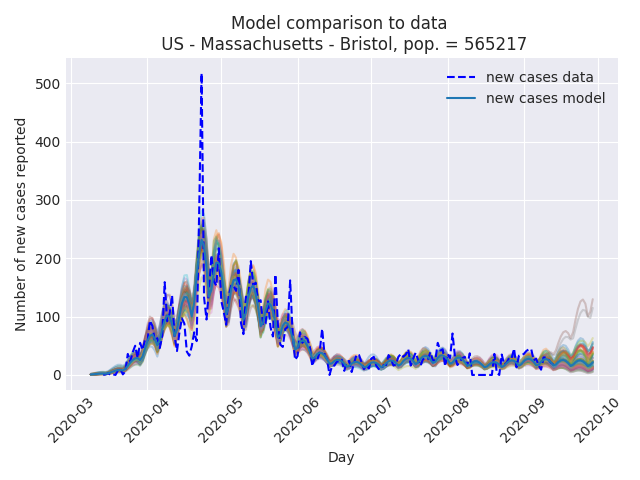 Model comparison to data
US - Massachusetts - Bristol, pop. = 565217
new cases data
new cases model
Number of new cases reported
500
400
300
200
100
0
2020-03
2020-04
2020-05
2020-06
2020-07
2020-08
2020-09
2020-10
Day